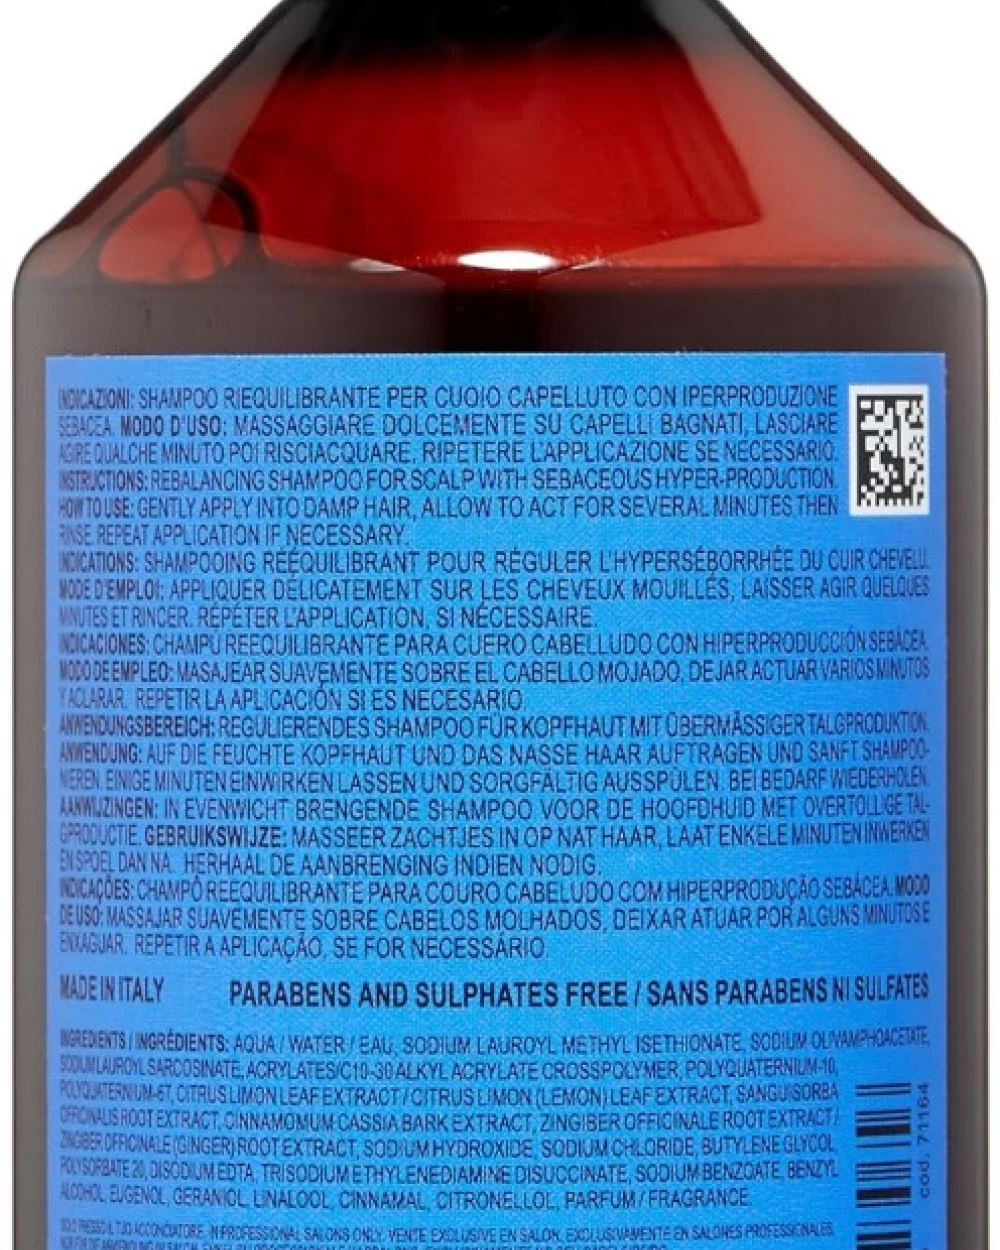 INDICAZIONI: SHAMPOO RIEQUILIBRANTE PER CUOIO CAPELLUTO CON IPERPRODUZIONE
SEBACEA. MODO D'USO: MASSAGGIARE DOLCEMENTE SU CAPELLI BAGNATI, LASCIARE
AGIRE QUALCHE MINUTO POI RISCIACQUARE, RIPETERE L'APPLICAZIONE SE NECESSARIO.
INSTRUCTIONS: REBALANCING SHAMPOO FOR SCALP WITH SEBACEOUS HYPER-PRODUCTION.
HOW TO USE: GENTLY APPLY INTO DAMP HAIR, ALLOW TO ACT FOR SEVERAL MINUTES THEN
RINSE. REPEAT APPLICATION IF NECESSARY.
INDICATIONS: SHAMPOOING RÉÉQUILIBRANT POUR RÉGULER L'HYPERSÉBORRHÉE DU CUIR CHEVELU.
MODE D'EMPLOI: APPLIQUER DÉLICATEMENT SUR LES CHEVEUX MOUILLÉS, LAISSER AGIR QUELQUES
MINUTES ET RINCER. RÉPÉTER L'APPLICATION, SI NÉCESSAIRE.
INDICACIONES: CHAMPÚ REEQUILIBRANTE PARA CUERO CABELLUDO CON HIPERPRODUCCIÓN SEBÁCEA.
MODO DE EMPLEO: MASAJEAR SUAVEMENTE SOBRE EL CABELLO MOJADO, DEJAR ACTUAR VARIOS MINUTOS
Y ACLARAR. REPETIR LA APLICACIÓN SI ES NECESARIO.
ANWENDUNGSBEREICH: REGULIERENDES SHAMPOO FÜR KOPFHAUT MIT ÜBERMÄSSIGER TALGPRODUKTION.
ANWENDUNG: AUF DIE FEUCHTE KOPFHAUT UND DAS NASSE HAAR AUFTRAGEN UND SANFT SHAMPOO-
NIEREN. EINIGE MINUTEN EINWIRKEN LASSEN UND SORGFÄLTIG AUSSPÜLEN. BEI BEDARF WIEDERHOLEN.
AANWIJZINGEN: IN EVENWICHT BRENGENDE SHAMPOO VOOR DE HOOFDHUID MET OVERTOLLIGE TAL-
GPRODUCTIE. GEBRUIKSWIJZE: MASSEER ZACHTJES IN OP NAT HAAR, LAAT ENKELE MINUTEN INWERKEN
EN SPOEL DAN NA. HERHAAL DE AANBRENGING INDIEN NODIG.
INDICAÇÕES: CHAMPÔ REEQUILIBRANTE PARA COURO CABELUDO COM HIPERPRODUÇÃO SEBÁCEA. MODO
DE USO: MASSAJAR SUAVEMENTE SOBRE CABELOS MOLHADOS, DEIXAR ATUAR POR ALGUNS MINUTOS E
ENXAGUAR. REPETIR A APLICAÇÃO, SE FOR NECESSÁRIO.
MADE IN ITALY PARABENS AND SULPHATES FREE / SANS PARABENS NI SULFATES
INGREDIENTS / INGRÉDIENTS: AQUA / WATER / EAU, SODIUM LAUROYL METHYL ISETHIONATE, SODIUM OLIVAMPHOACETATE,
SODIUM LAUROYL SARCOSINATE, ACRYLATES/C10-30 ALKYL ACRYLATE CROSSPOLYMER, POLYQUATERNIUM-10,
POLYQUATERNIUM-67, CITRUS LIMON LEAF EXTRACT / CITRUS LIMON (LEMON) LEAF EXTRACT, SANGUISORBA
OFFICINALIS ROOT EXTRACT, CINNAMOMUM CASSIA BARK EXTRACT, ZINGIBER OFFICINALE ROOT EXTRACT /
ZINGIBER OFFICINALE (GINGER) ROOT EXTRACT, SODIUM HYDROXIDE, SODIUM CHLORIDE, BUTYLENE GLYCOL,
POLYSORBATE 20, DISODIUM EDTA, TRISODIUM ETHYLENEDIAMINE DISUCCINATE, SODIUM BENZOATE, BENZYL
ALCOHOL, EUGENOL, GERANIOL, LINALOOL, CINNAMAL, CITRONELLOL, PARFUM / FRAGRANCE.
cod. 71164
SOLO PRESSO IL TUO ACCONCIATORE. IN PROFESSIONAL SALONS ONLY. VENTE EXCLUSIVE EN SALON. EXCLUSIVAMENTE EN SALONES PROFESIONALES.